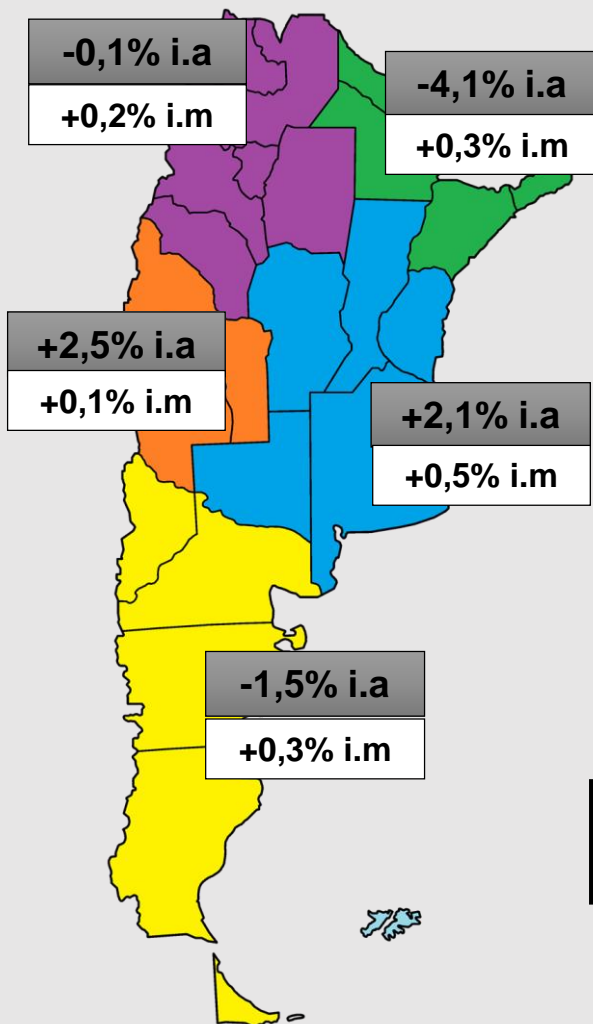 -0,1% i.a
+0,2% i.m
-4,1% i.a
+0,3% i.m
+2,5% i.a
+0,1% i.m
+2,1% i.a
+0,5% i.m
-1,5% i.a
+0,3% i.m